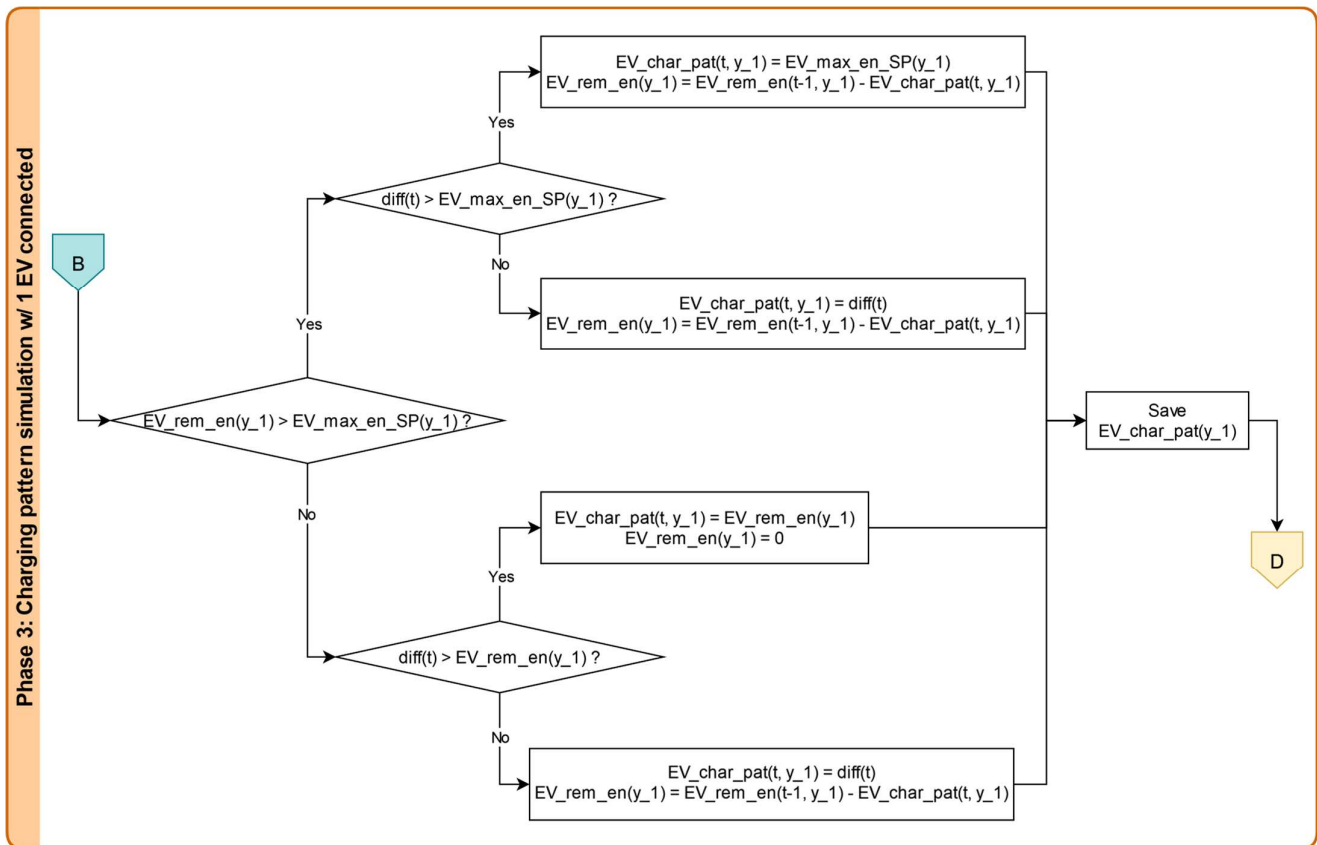 Phase 3: Charging pattern simulation w/ 1 EV connected
B
EV_rem_en(y_1) > EV_max_en_SP(y_1) ?
Yes
diff(t) > EV_max_en_SP(y_1) ?
Yes
EV_char_pat(t, y_1) = EV_max_en_SP(y_1)
EV_rem_en(y_1) = EV_rem_en(t-1, y_1) - EV_char_pat(t, y_1)
No
EV_char_pat(t, y_1) = diff(t)
EV_rem_en(y_1) = EV_rem_en(t-1, y_1) - EV_char_pat(t, y_1)
No
diff(t) > EV_rem_en(y_1) ?
Yes
EV_char_pat(t, y_1) = EV_rem_en(y_1)
EV_rem_en(y_1) = 0
No
EV_char_pat(t, y_1) = diff(t)
EV_rem_en(y_1) = EV_rem_en(t-1, y_1) - EV_char_pat(t, y_1)
Save
EV_char_pat(y_1)
D